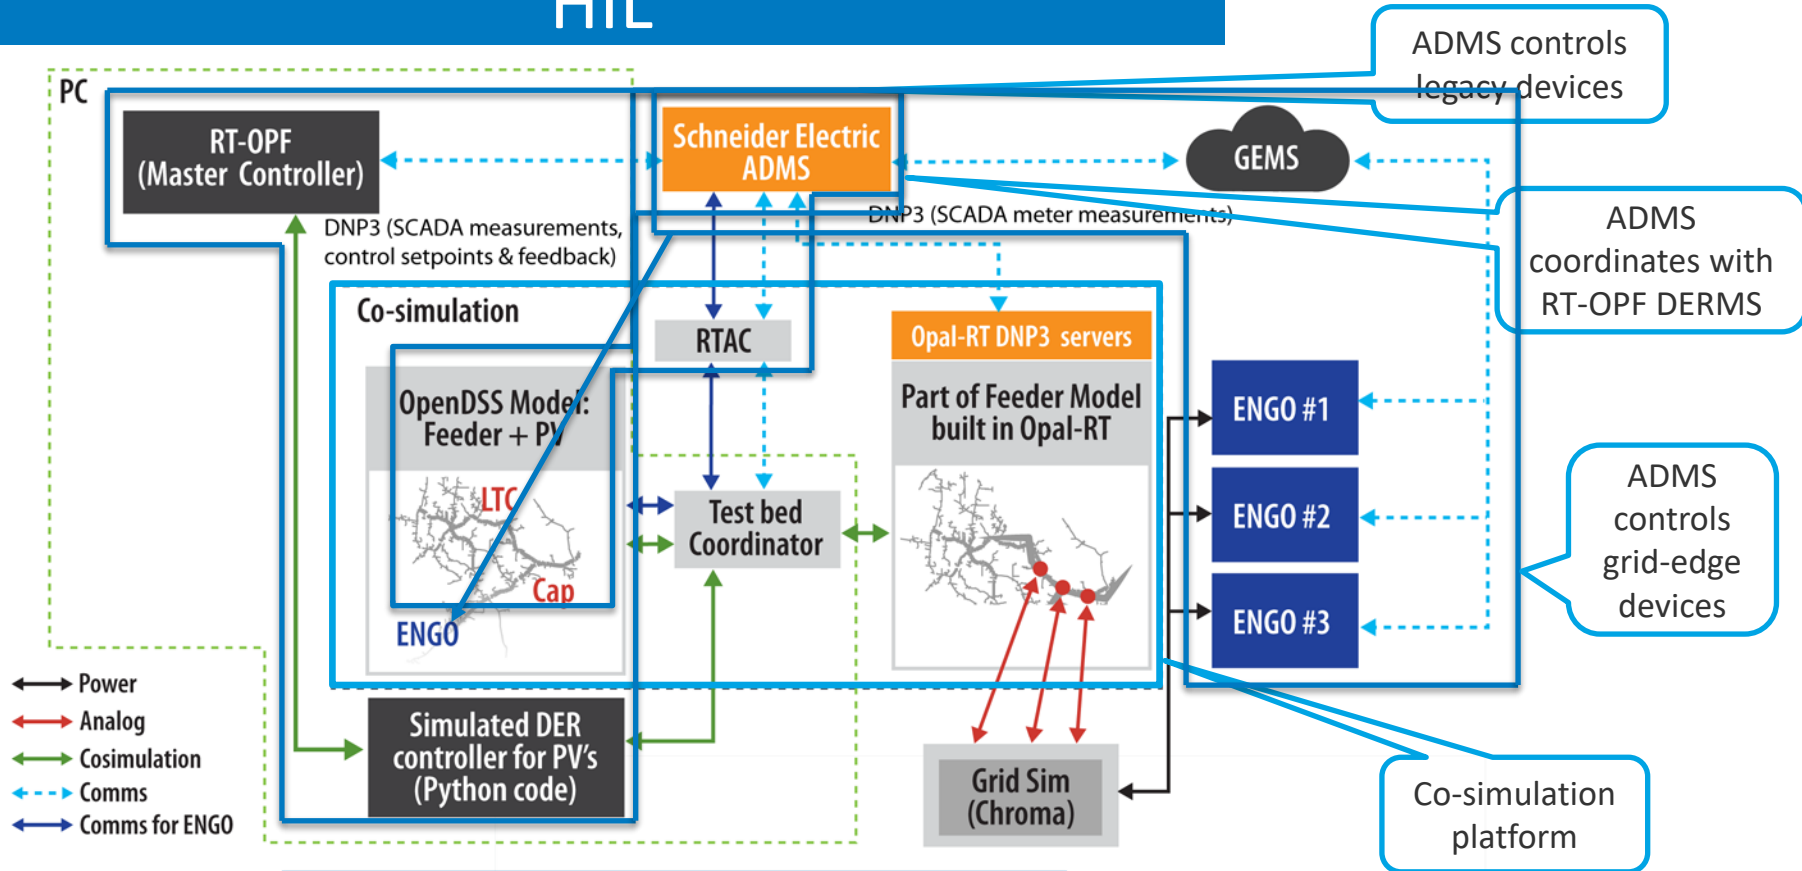 HIL
ADMS controls
legacy devices
PC
RT-OPF
(Master Controller)
Schneider Electric
ADMS
GEMS
DNP3 (SCADA measurements,
control setpoints & feedback)
DNP3 (SCADA meter measurements)
ADMS
coordinates with
RT-OPF DERMS
Co-simulation
RTAC
Opal-RT DNP3 servers
OpenDSS Model:
Feeder + PV
Part of Feeder Model
built in Opal-RT
ENGO #1
ENGO #2
ENGO #3
LTC
Cap
ENGO
Test bed
Coordinator
ADMS
controls
grid-edge
devices
Power
Analog
Cosimulation
Comms
Comms for ENGO
Simulated DER
controller for PV's
(Python code)
Grid Sim
(Chroma)
Co-simulation
platform